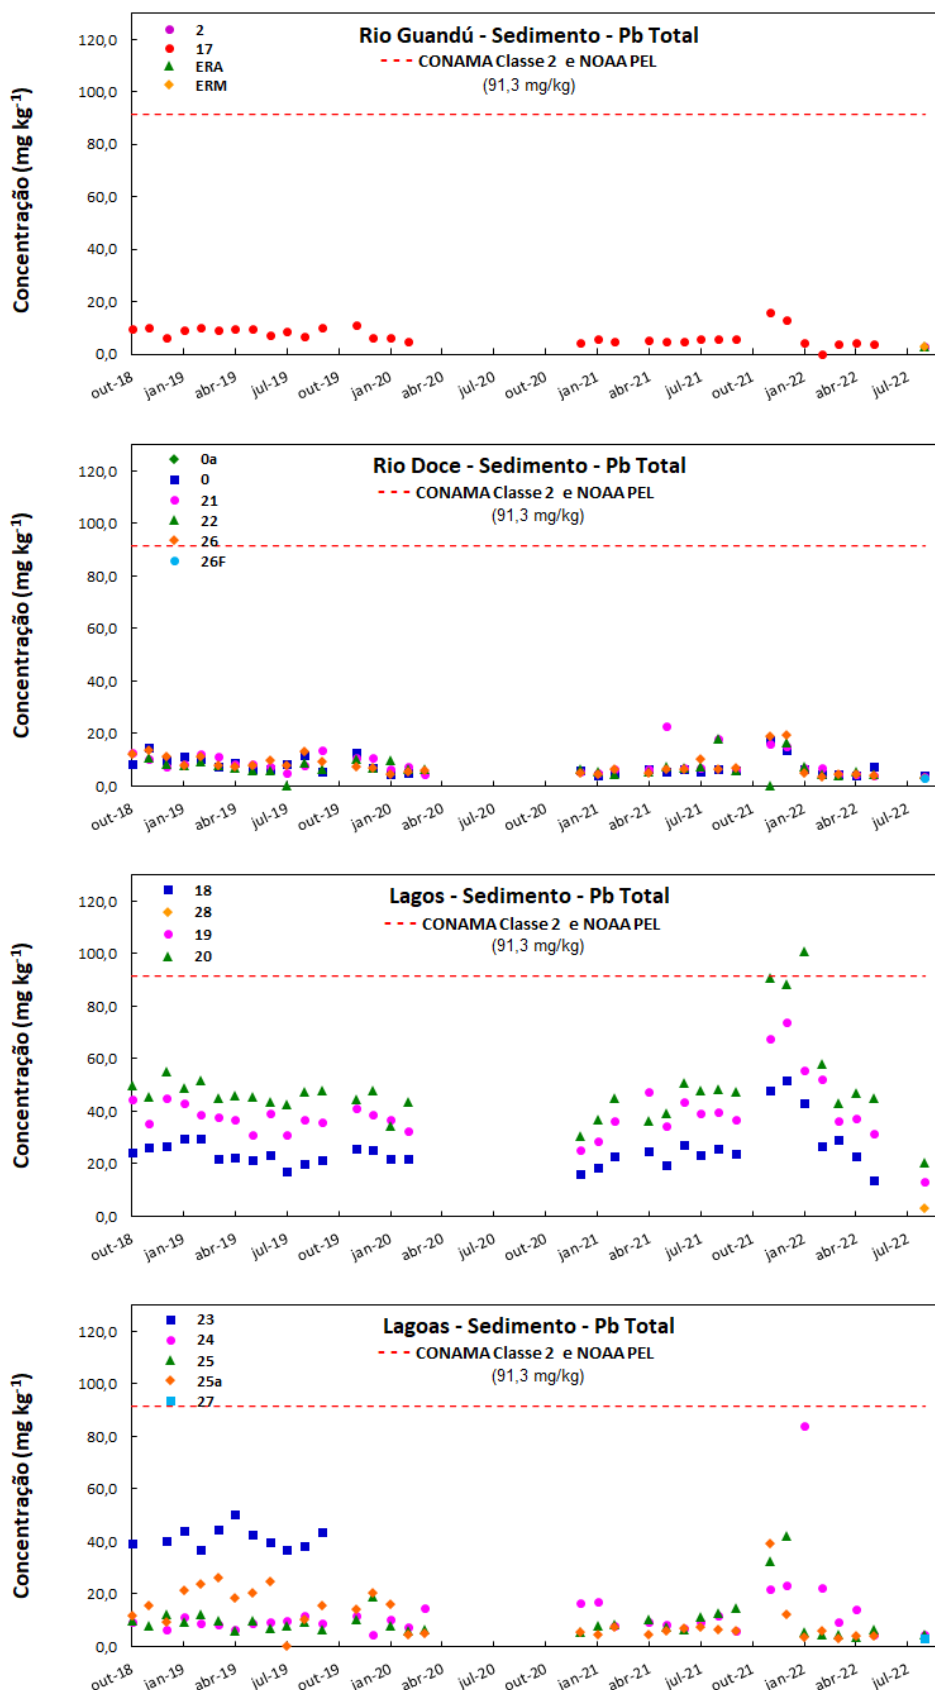 Rio Guandú - Sedimento - Pb Total
CONAMA Classe 2 e NOAA PEL
(91,3 mg/kg)
2
17
ERA
ERM
Concentração (mg kg-1)
120,0
100,0
80,0
60,0
40,0
20,0
0,0
out-18 jan-19 abr-19 jul-19 out-19 jan-20 abr-20 jul-20 out-20 jan-21 abr-21 jul-21 out-21 jan-22 abr-22 jul-22
Rio Doce - Sedimento - Pb Total
CONAMA Classe 2 e NOAA PEL
(91,3 mg/kg)
0a
0
21
22
26
26F
Concentração (mg kg-1)
120,0
100,0
80,0
60,0
40,0
20,0
0,0
out-18 jan-19 abr-19 jul-19 out-19 jan-20 abr-20 jul-20 out-20 jan-21 abr-21 jul-21 out-21 jan-22 abr-22 jul-22
Lagos - Sedimento - Pb Total
CONAMA Classe 2 e NOAA PEL
(91,3 mg/kg)
18
28
19
20
Concentração (mg kg-1)
120,0
100,0
80,0
60,0
40,0
20,0
0,0
out-18 jan-19 abr-19 jul-19 out-19 jan-20 abr-20 jul-20 out-20 jan-21 abr-21 jul-21 out-21 jan-22 abr-22 jul-22
Lagoas - Sedimento - Pb Total
CONAMA Classe 2 e NOAA PEL
(91,3 mg/kg)
23
24
25
25a
27
Concentração (mg kg-1)
120,0
100,0
80,0
60,0
40,0
20,0
0,0
out-18 jan-19 abr-19 jul-19 out-19 jan-20 abr-20 jul-20 out-20 jan-21 abr-21 jul-21 out-21 jan-22 abr-22 jul-22